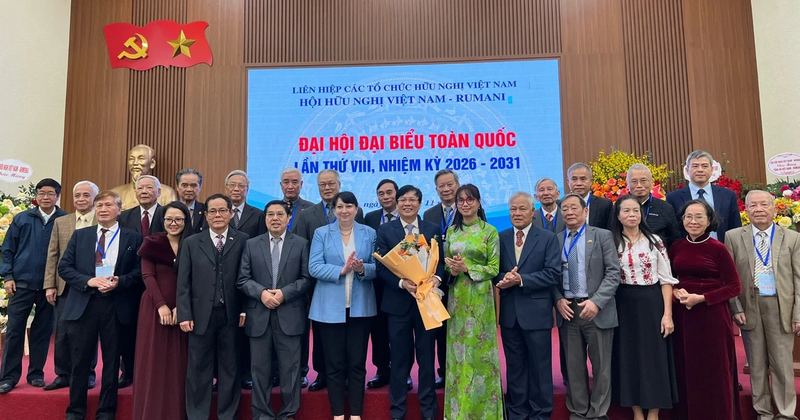 LIÊN HIỆP CÁC TỔ CHỨC HỮU NGHỊ VIỆT NAM
HỘI HỮU NGHỊ VIỆT NAM - RUMANI
ĐẠI HỘI ĐẠI BIỂU TOÀN QUỐC
LẦN THỨ VIII, NHIỆM KỲ 2026 - 2031